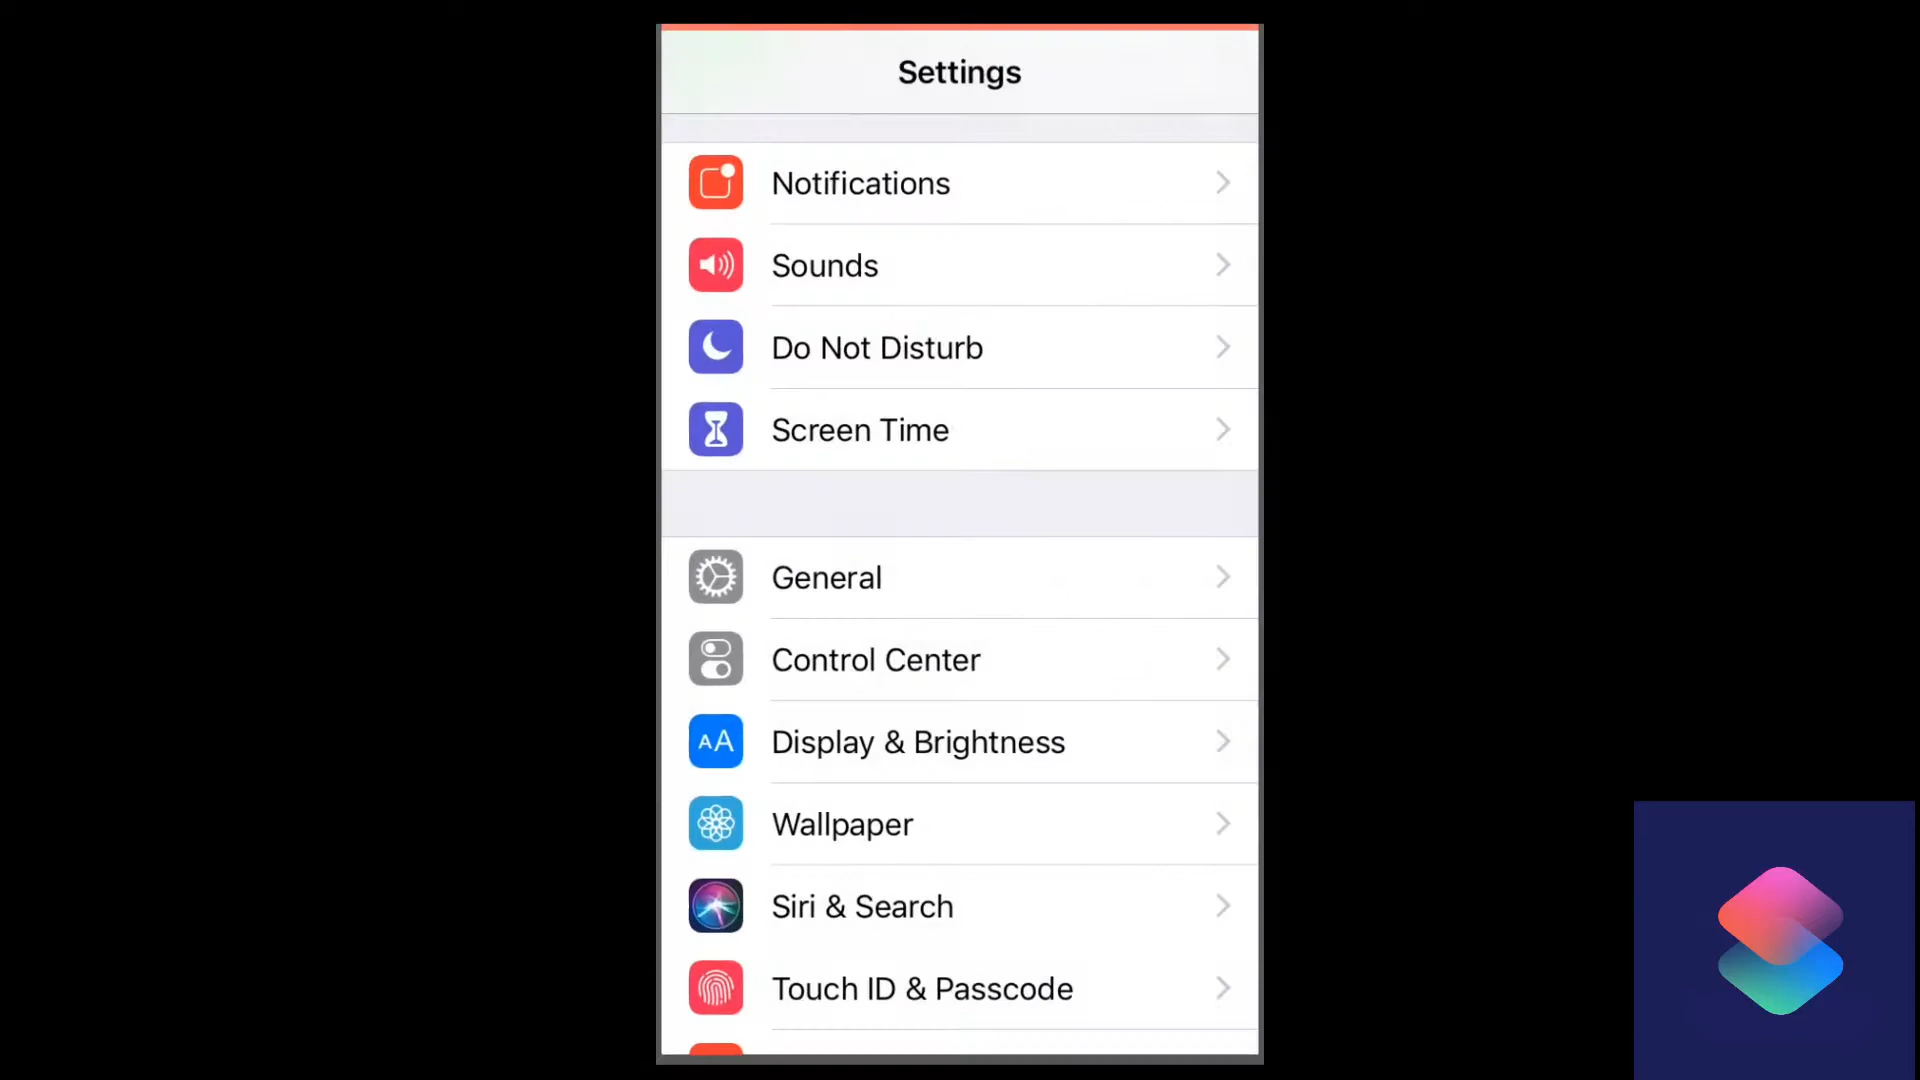 Settings
Notifications
Sounds
Do Not Disturb
Screen Time
General
Control Center
AA
Display & Brightness
Wallpaper
Siri & Search
Touch ID & Passcode